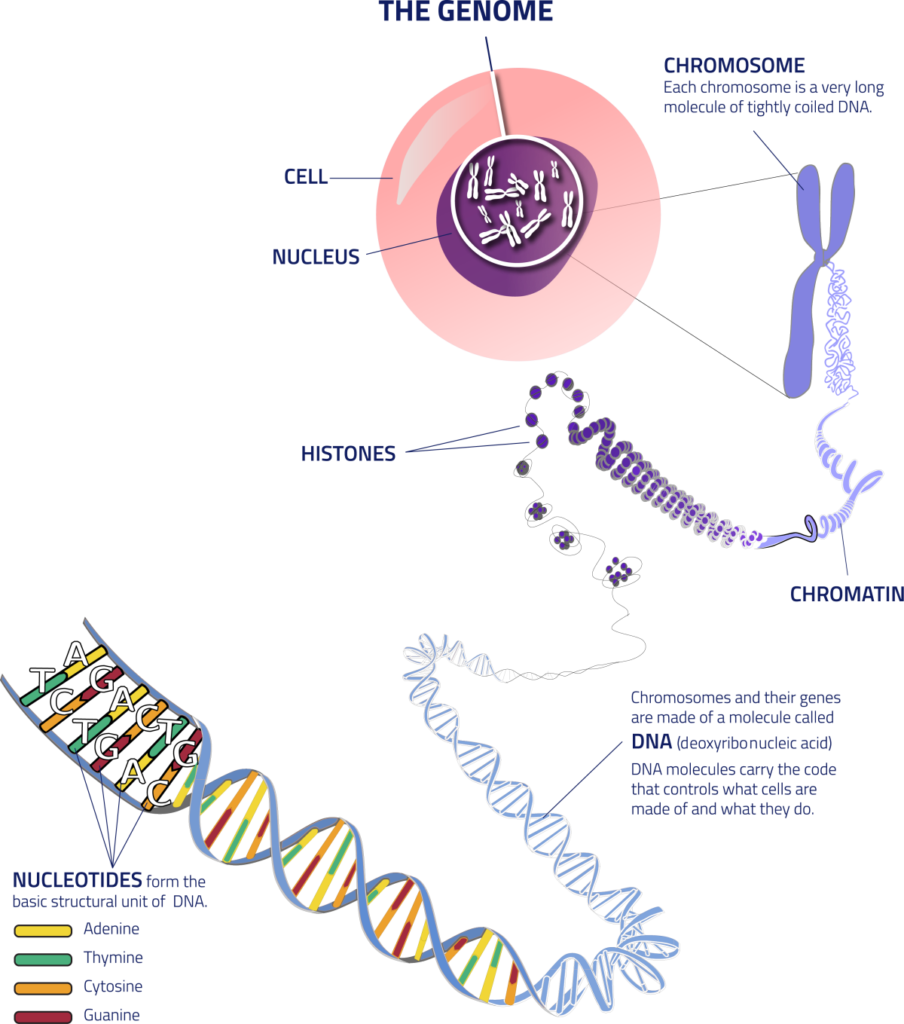 THE GENOME
CHROMOSOME
Each chromosome is a very long
molecule of tightly coiled DNA.
CELL
NUCLEUS
HISTONES
CHROMATIN
Chromosomes and their genes
are made of a molecule called
DNA (deoxyribonucleic acid)
DNA molecules carry the code
that controls what cells are
made of and what they do.
T A
C G
T A
G C
A T
C G
NUCLEOTIDES form the
basic structural unit of DNA.
Adenine
Thymine
Cytosine
Guanine